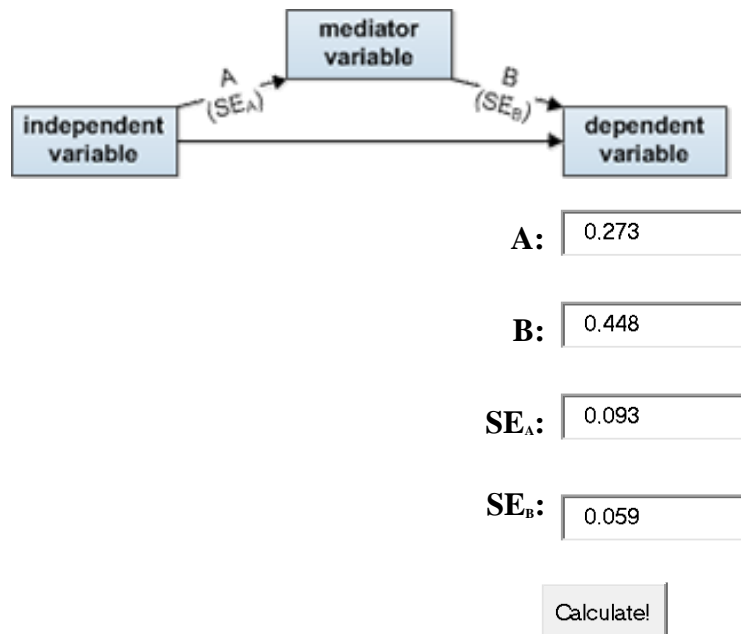 mediator
variable
A
(SEA)
B
(SEB)
independent
variable
dependent
variable
A: 0.273
B: 0.448
SEA: 0.093
SEB: 0.059
Calculate!